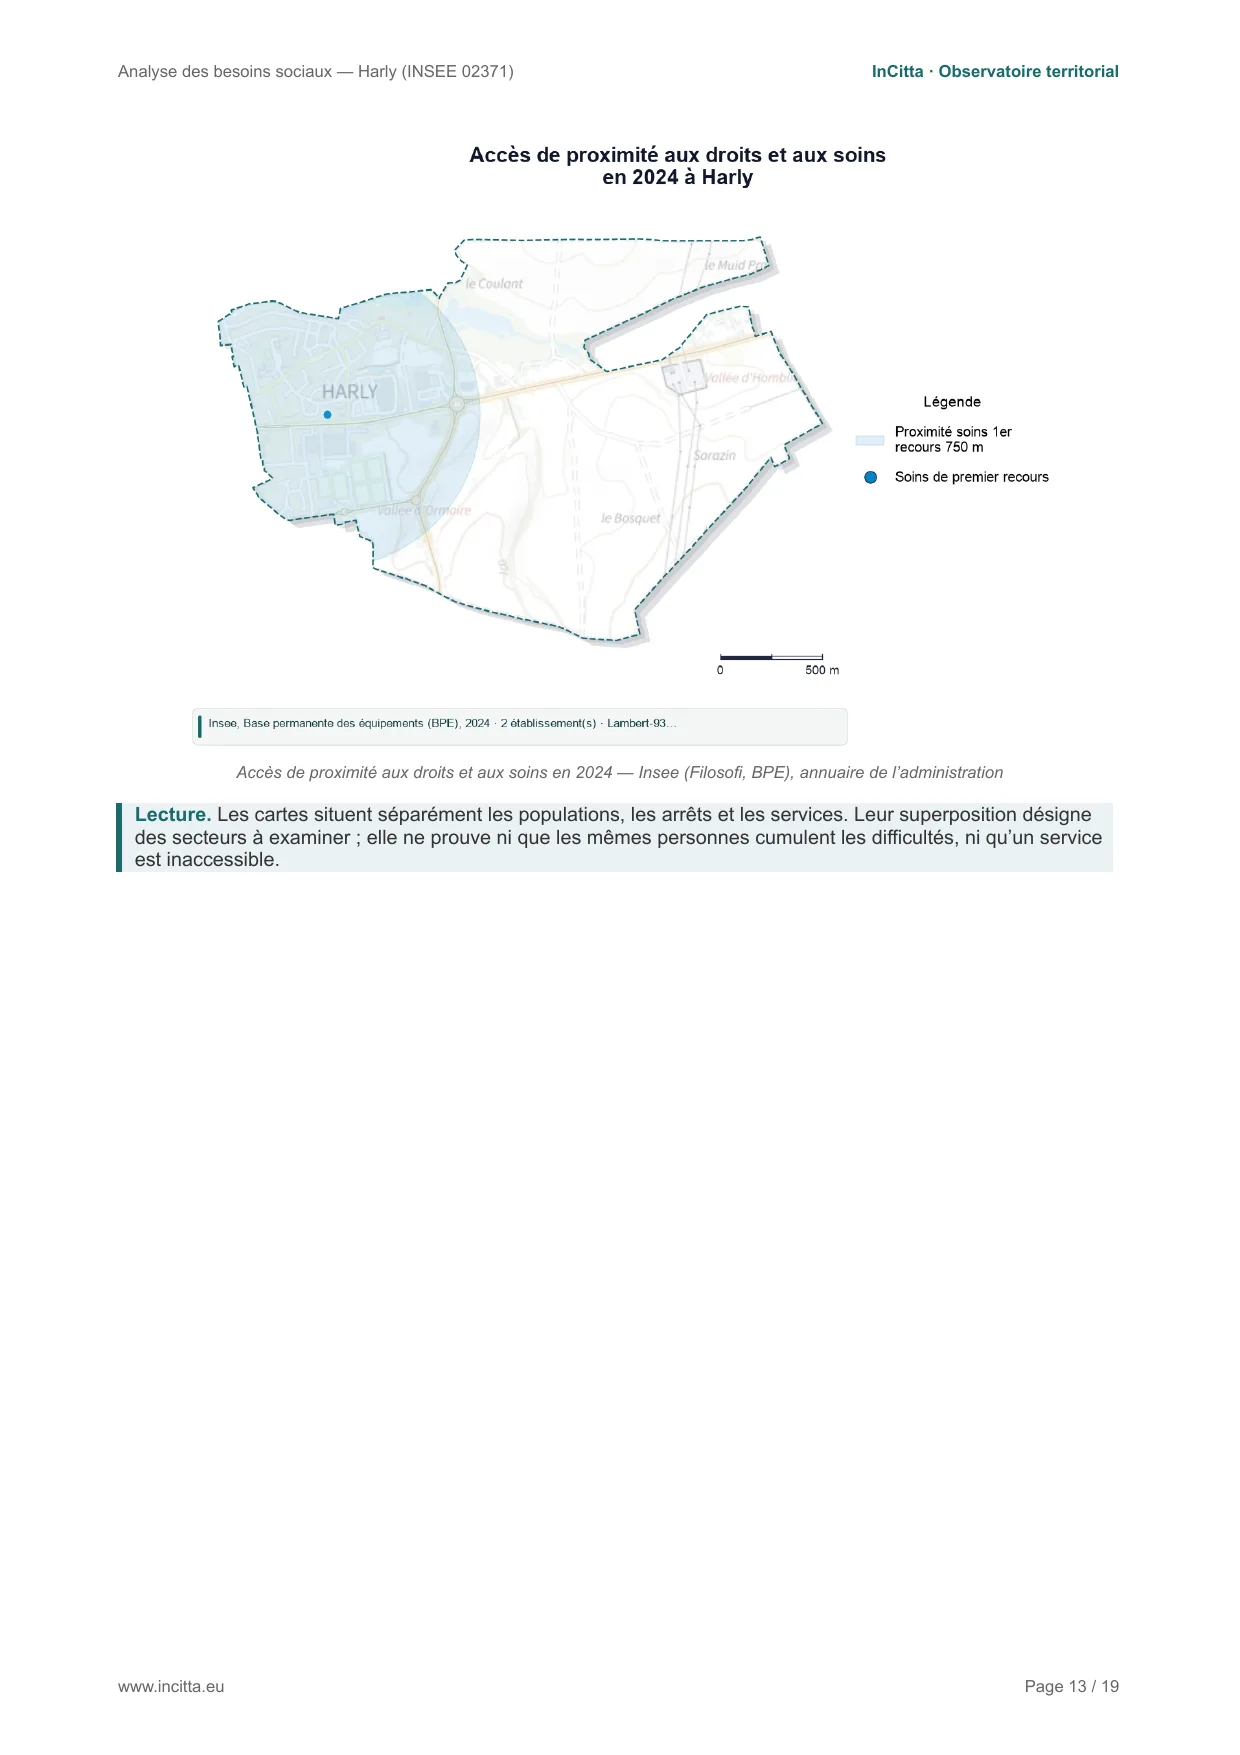 Analyse des besoins sociaux — Harly (INSEE 02371)
InCitta · Observatoire territorial
Accès de proximité aux droits et aux soins
en 2024 à Harly
le Muid
le Coulant
HARLY
Vallée d'Hombl
Sorazin
Vallée d'Ormoire
le Bosquet
Légende
Proximité soins 1er
recours 750 m
Soins de premier recours
0 500 m
Insee, Base permanente des équipements (BPE), 2024 · 2 établissement(s) · Lambert-93...
Accès de proximité aux droits et aux soins en 2024 — Insee (Filosofi, BPE), annuaire de l'administration
Lecture. Les cartes situent séparément les populations, les arrêts et les services. Leur superposition désigne
des secteurs à examiner ; elle ne prouve ni que les mêmes personnes cumulent les difficultés, ni qu'un service
est inaccessible.
www.incitta.eu
Page 13 / 19